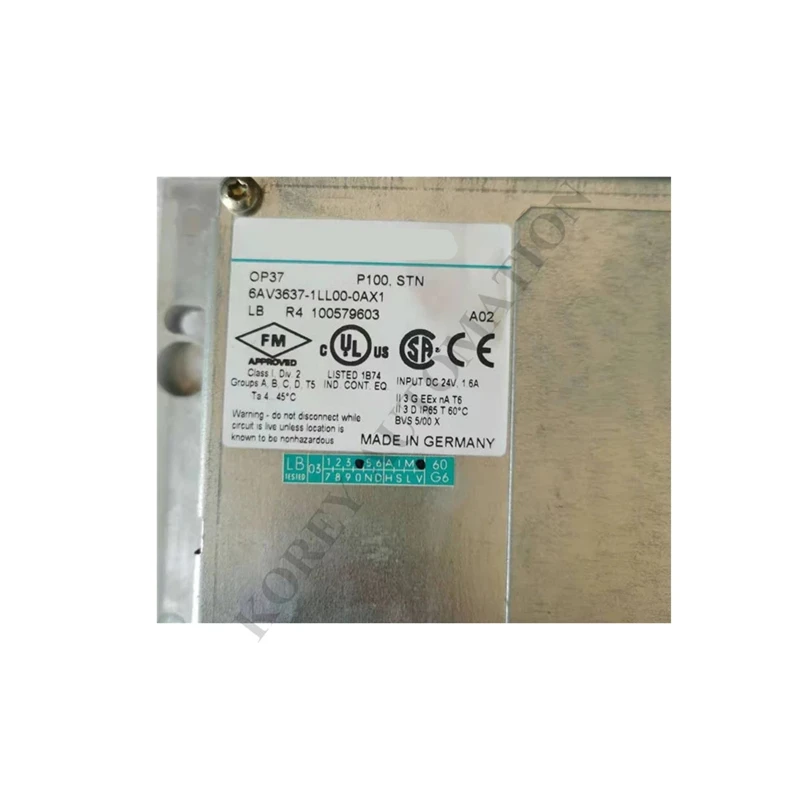 OP37 P100, STN
6AV3637-1LL00-0AX1
LB R4 100579603 A02
FM
APPROVED
Class I, Div. 2
Groups A, B, C, D, T5
Ta 4...45°C
C UL US
LISTED 1B74
IND. CONT. EQ
SA CE
INPUT DC 24V, 1.6A
II 3 G EEx nA T6
II 3 D IP65 T 60°C
BVS 5/00 X
Warning - do not disconnect while
circuit is live unless location is
known to be nonhazardous
MADE IN GERMANY
LB 03 1 2 3 5 6 A I M 60
TESTED 7 8 9 0 N D H S L V G6
KOREY AUTOMATION